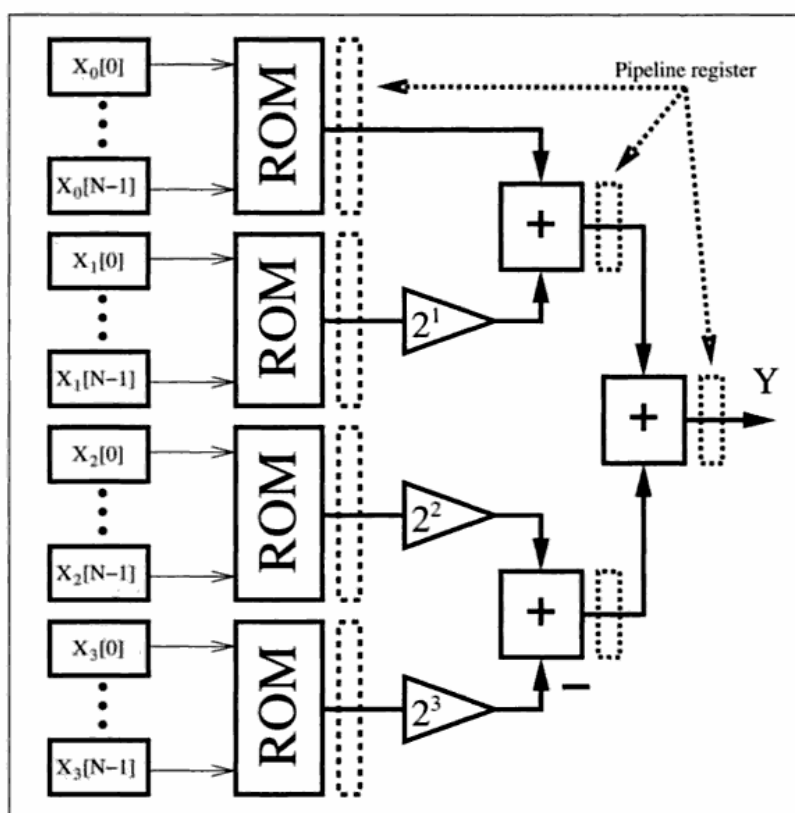 X₀[0]
X₀[N−1]
ROM
Pipeline register
+
X₁[0]
X₁[N−1]
ROM
2¹
+
Y
X₂[0]
X₂[N−1]
ROM
2²
+
X₃[0]
X₃[N−1]
ROM
2³
−